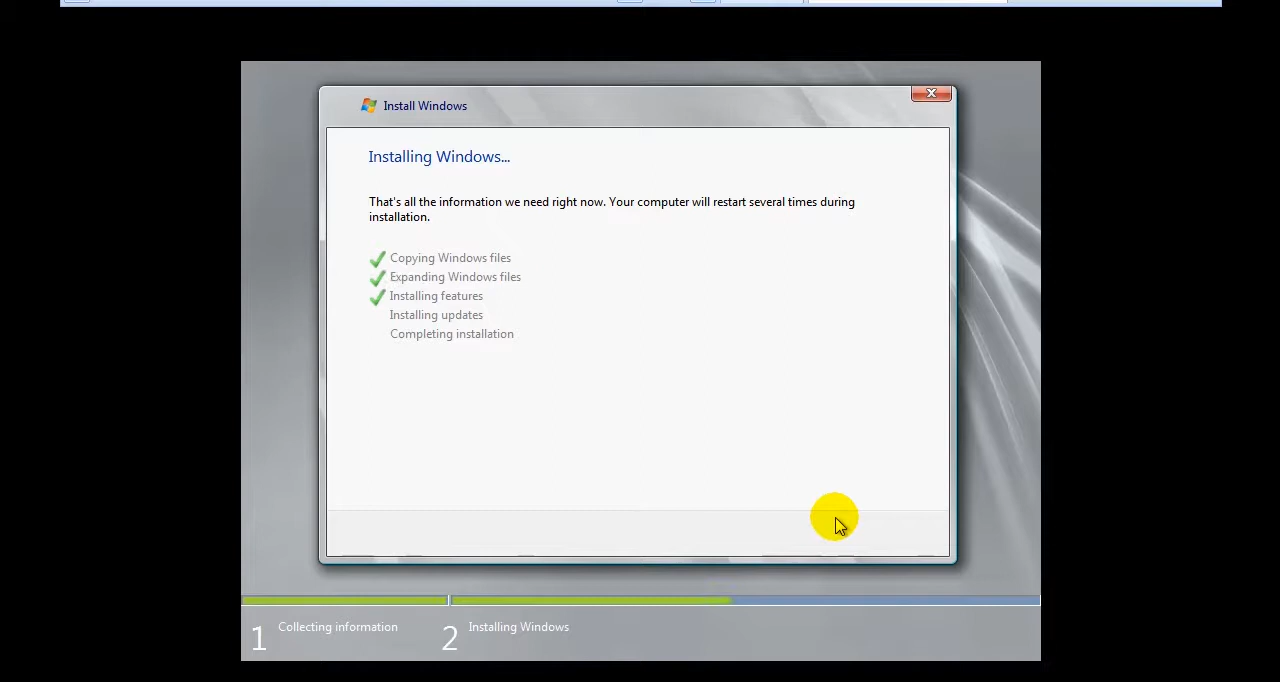 Install Windows
Installing Windows...
That's all the information we need right now. Your computer will restart several times during
installation.
Copying Windows files
Expanding Windows files
Installing features
Installing updates
Completing installation
1 Collecting information
2 Installing Windows